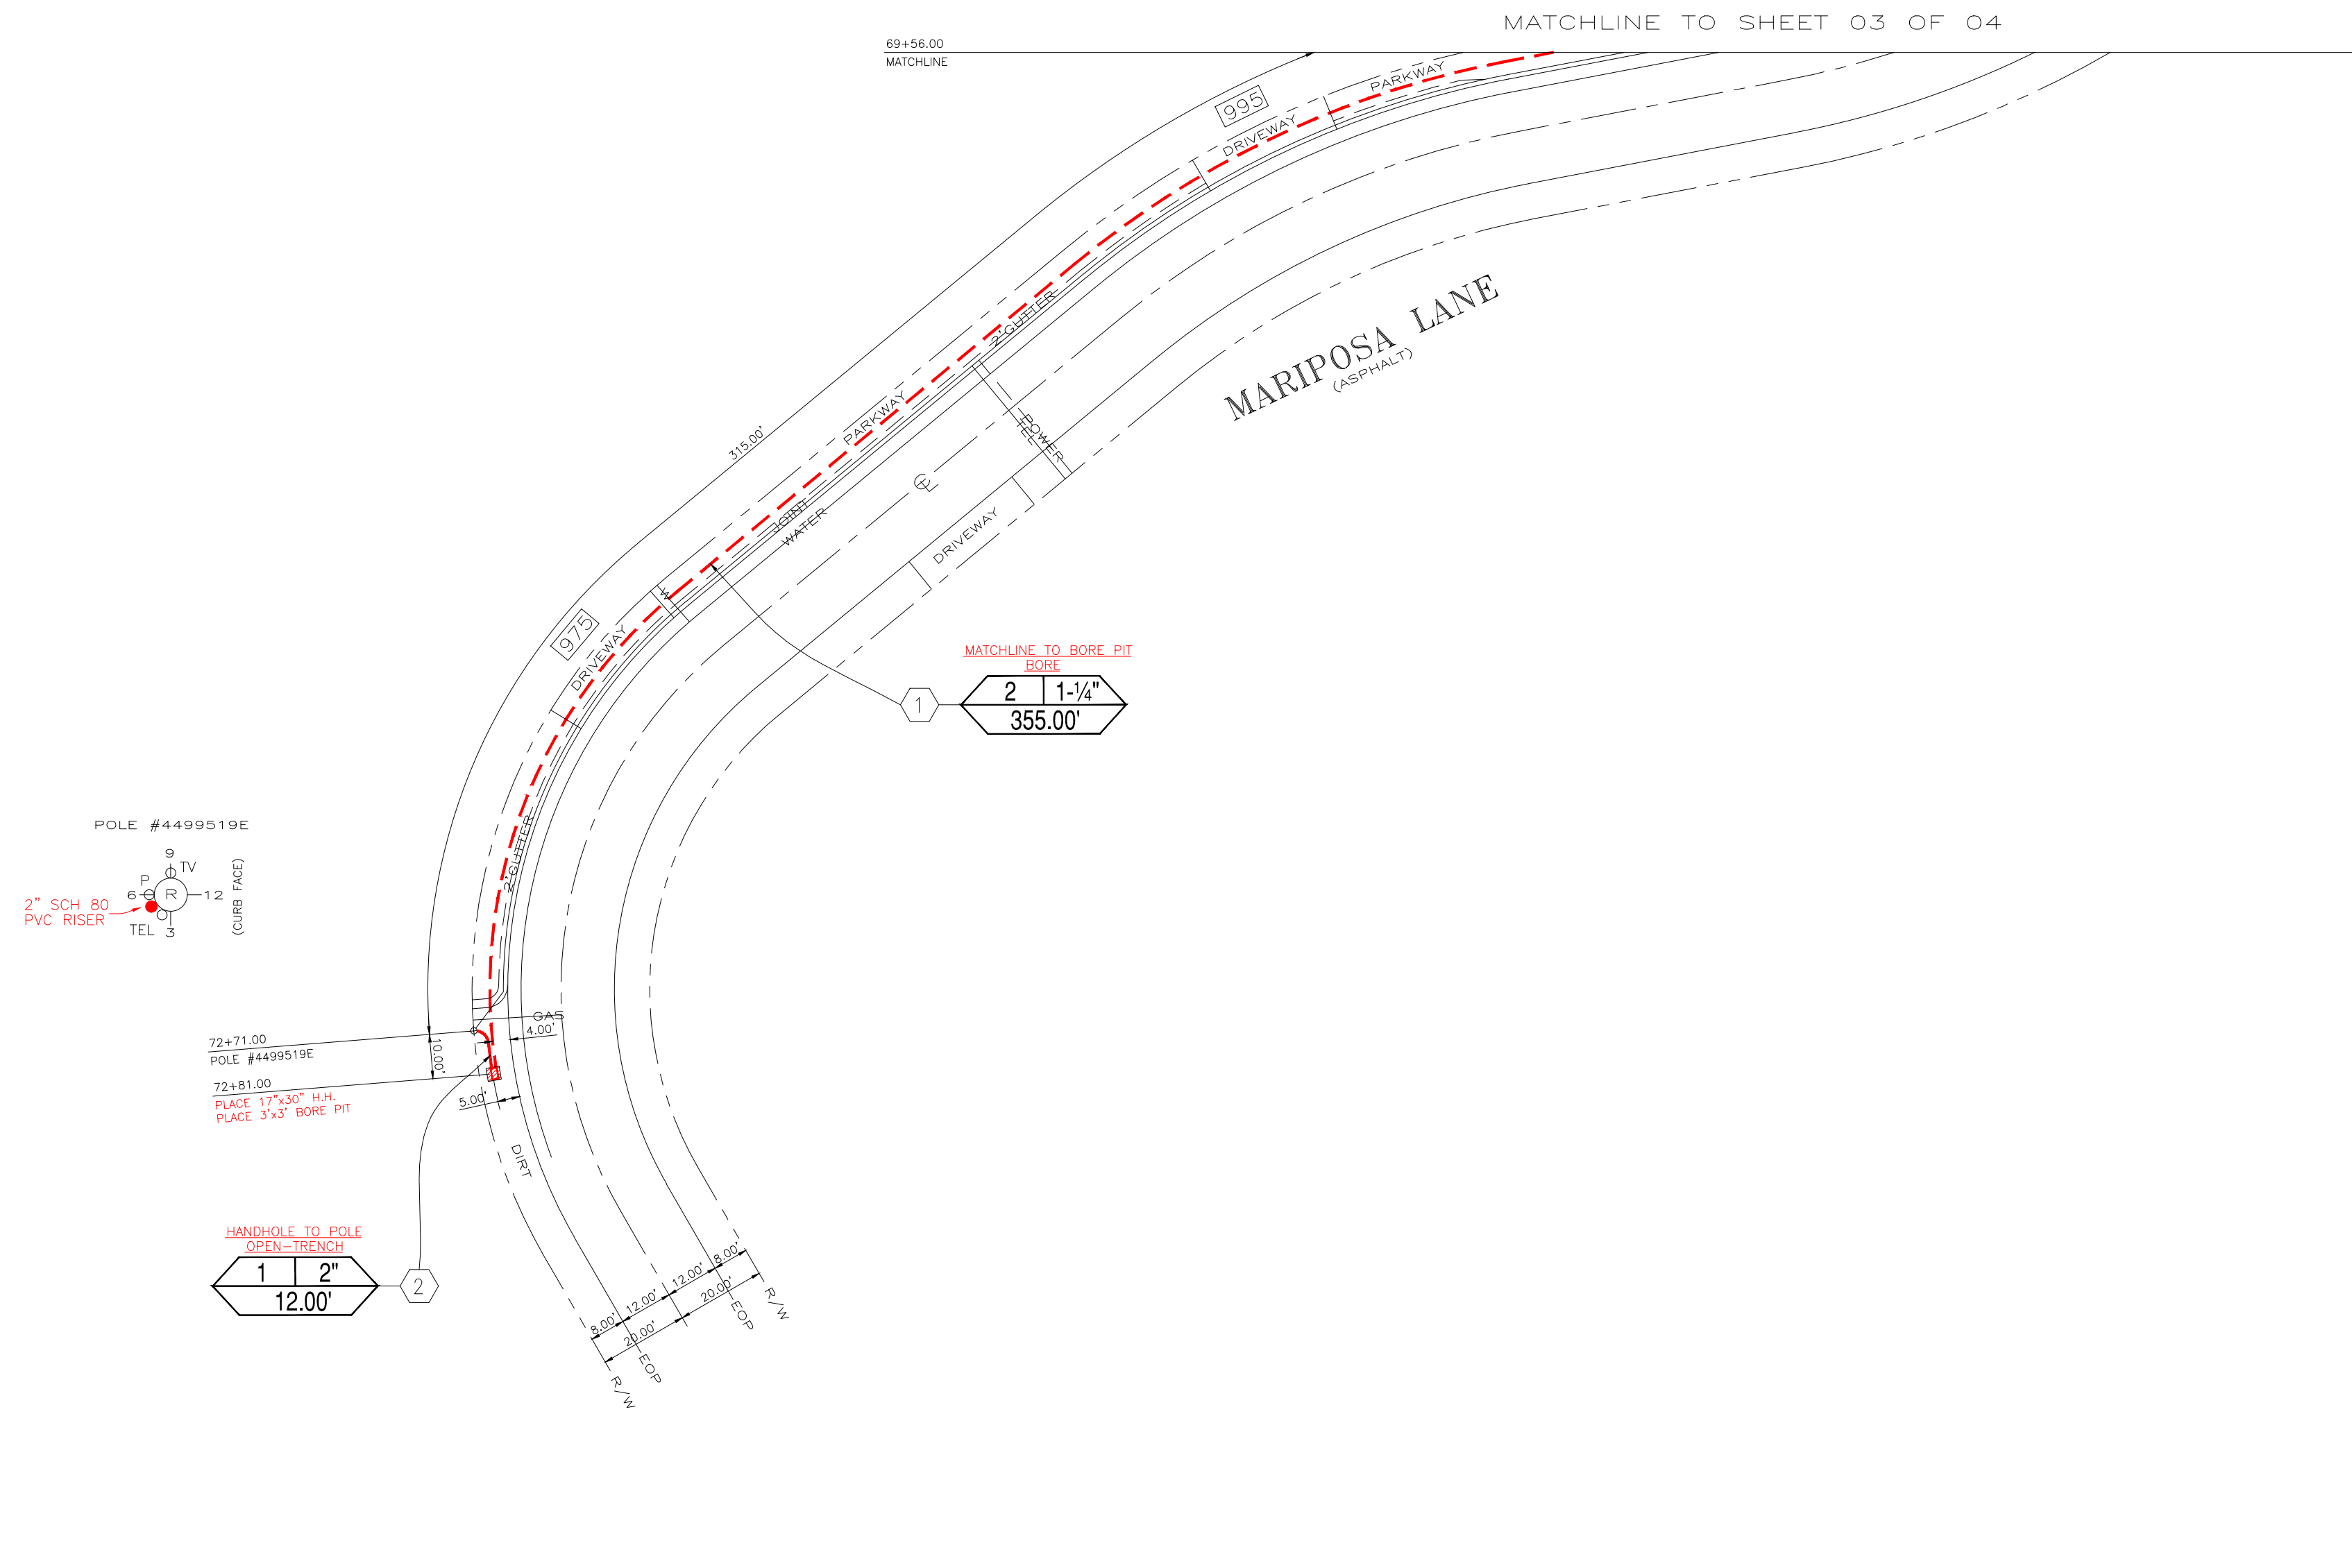 MATCHLINE TO SHEET 03 OF 04
69+56.00
MATCHLINE
PARKWAY
995
DRIVEWAY
2' GUTTER
MARIPOSA LANE
(ASPHALT)
315.00'
PARKWAY
POWER
TEL
CL
JOINT
WATER
DRIVEWAY
W
975
DRIVEWAY
MATCHLINE TO BORE PIT
BORE
2 1-¼"
1
355.00'
POLE #4499519E
9
TV
P
6 R 12
(CURB FACE)
2" SCH 80
PVC RISER
TEL 3
2' GUTTER
GAS
4.00'
72+71.00
POLE #4499519E
10.00'
72+81.00
PLACE 17"x30" H.H.
PLACE 3'x3' BORE PIT
5.00'
DIRT
HANDHOLE TO POLE
OPEN-TRENCH
1 2"
2
12.00'
8.00'
12.00'
12.00'
8.00'
20.00'
20.00'
R/W
EOP
EOP
R/W